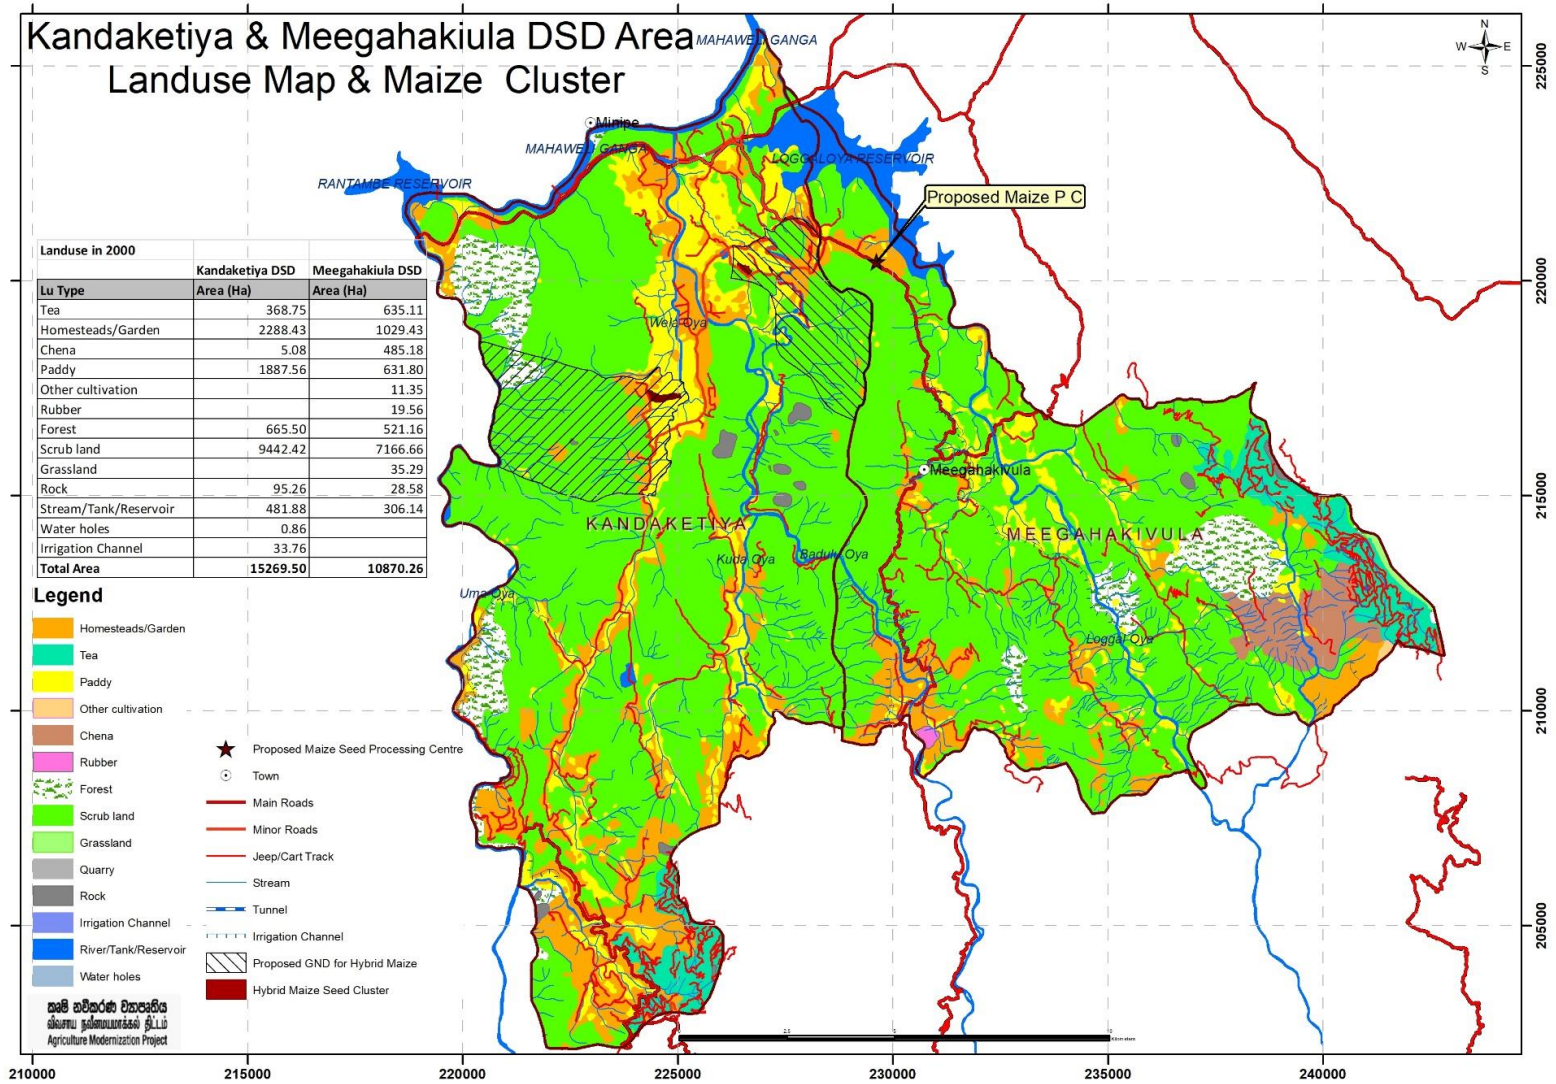 Kandaketiya & Meegahakiula DSD Area
Landuse Map & Maize Cluster
MAHAWELI GANGA
N
W E
S
Minipe
MAHAWELI GANGA
LOGGALOYA RESERVOIR
RANTAMBE RESERVOIR
Proposed Maize P C
Landuse in 2000
Kandaketiya DSD Meegahakiula DSD
Lu Type Area (Ha) Area (Ha)
Tea 368.75 635.11
Homesteads/Garden 2288.43 1029.43
Chena 5.08 485.18
Paddy 1887.56 631.80
Other cultivation 11.35
Rubber 19.56
Forest 665.50 521.16
Scrub land 9442.42 7166.66
Grassland 35.29
Rock 95.26 28.58
Stream/Tank/Reservoir 481.88 306.14
Water holes 0.86
Irrigation Channel 33.76
Total Area 15269.50 10870.26
Wela Oya
Meegahakivula
KANDAKETIYA
MEEGAHAKIVULA
Kuda Oya
Badulu Oya
Uma Oya
Loggal Oya
Legend
Homesteads/Garden
Tea
Paddy
Other cultivation
Chena
Rubber
Forest
Scrub land
Grassland
Quarry
Rock
Irrigation Channel
River/Tank/Reservoir
Water holes
Proposed Maize Seed Processing Centre
Town
Main Roads
Minor Roads
Jeep/Cart Track
Stream
Tunnel
Irrigation Channel
Proposed GND for Hybrid Maize
Hybrid Maize Seed Cluster
කෘෂි නවීකරණ ව්‍යාපෘතිය
விவசாய நவீனமயமாக்கல் திட்டம்
Agriculture Modernization Project
225000
220000
215000
210000
205000
210000 215000 220000 225000 230000 235000 240000